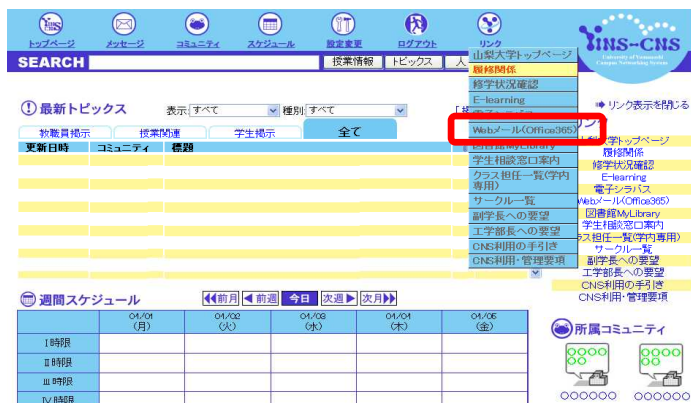 トップページ メッセージ コミュニティ スケジュール 設定変更 ログアウト リンク
YINS-CNS
University of Yamanashi
Campus Networking System
SEARCH 授業情報 トピックス 人
山梨大学トップページ
履修関係
修学状況確認
E-learning
電子シラバス
Webメール(Office365)
図書館MyLibrary
学生相談窓口案内
クラス担任一覧(学内
専用)
サークル一覧
副学長への要望
工学部長への要望
CNS利用の手引き
CNS利用・管理要項
最新トピックス 表示: すべて 種別: すべて
教職員掲示 授業関連 学生掲示 全て
更新日時 コミュニティ 標題
リンク表示を閉じる
リンク
大学トップページ
履修関係
修学状況確認
E-learning
電子シラバス
Webメール(Office365)
図書館MyLibrary
学生相談窓口案内
ラス担任一覧(学内専用)
サークル一覧
副学長への要望
工学部長への要望
CNS利用の手引き
CNS利用・管理要項
週間スケジュール 前月 前週 今日 次週 次月
04/01 04/02 04/03 04/04 04/05
(月) (火) (水) (木) (金)
I時限
II時限
III時限
IV時限
所属コミュニティ
○○○○ ○○○○
○○○ ○○○
○○○○○○ ○○○○○○